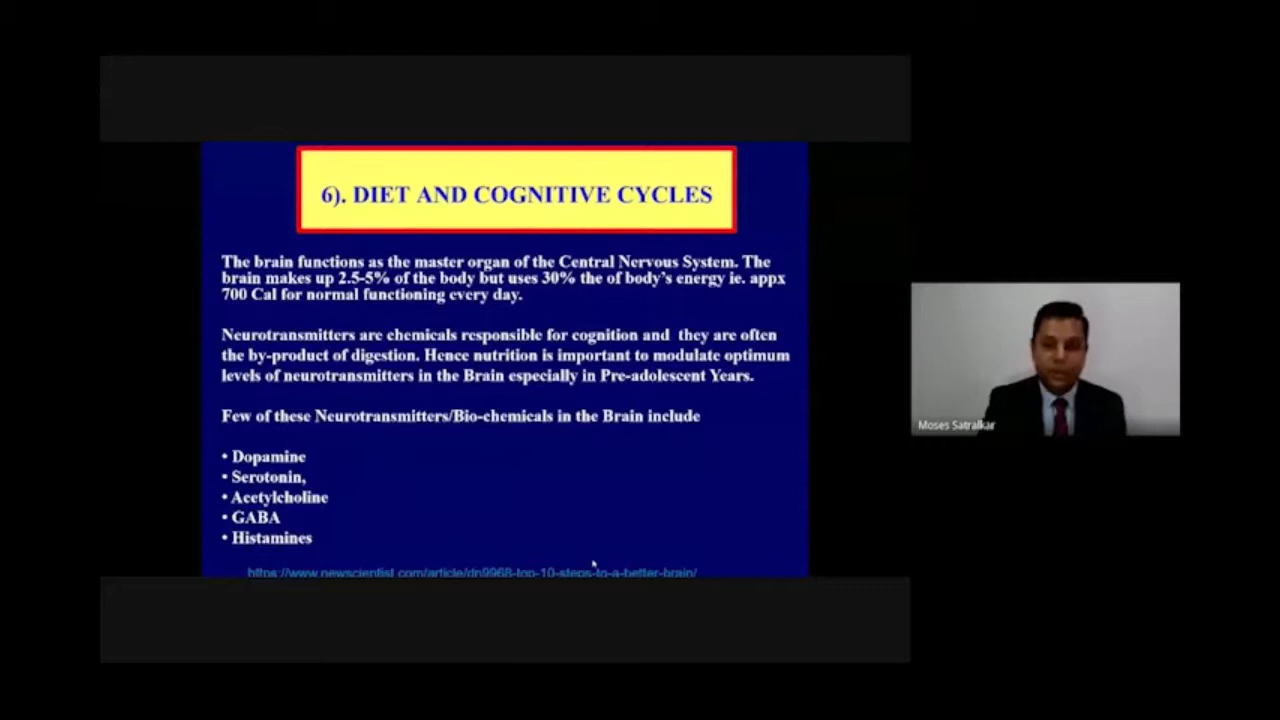 6). DIET AND COGNITIVE CYCLES
The brain functions as the master organ of the Central Nervous System. The
brain makes up 2.5-5% of the body but uses 30% the of body's energy ie. appx
700 Cal for normal functioning every day.
Neurotransmitters are chemicals responsible for cognition and they are often
the by-product of digestion. Hence nutrition is important to modulate optimum
levels of neurotransmitters in the Brain especially in Pre-adolescent Years.
Few of these Neurotransmitters/Bio-chemicals in the Brain include
• Dopamine
• Serotonin,
• Acetylcholine
• GABA
• Histamines
https://www.newscientist.com/article/dn9968-top-10-steps-to-a-better-brain/
Moses Satralkar